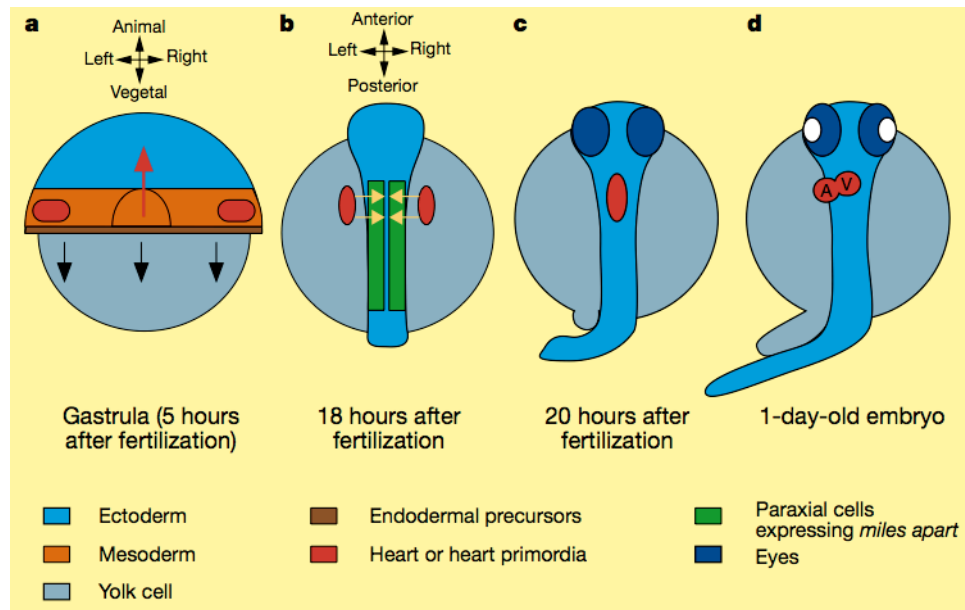 a
Animal
Left Right
Vegetal
b
Anterior
Left Right
Posterior
c
d
A V
Gastrula (5 hours
after fertilization)
18 hours after
fertilization
20 hours after
fertilization
1-day-old embryo
Ectoderm
Mesoderm
Yolk cell
Endodermal precursors
Heart or heart primordia
Paraxial cells
expressing miles apart
Eyes